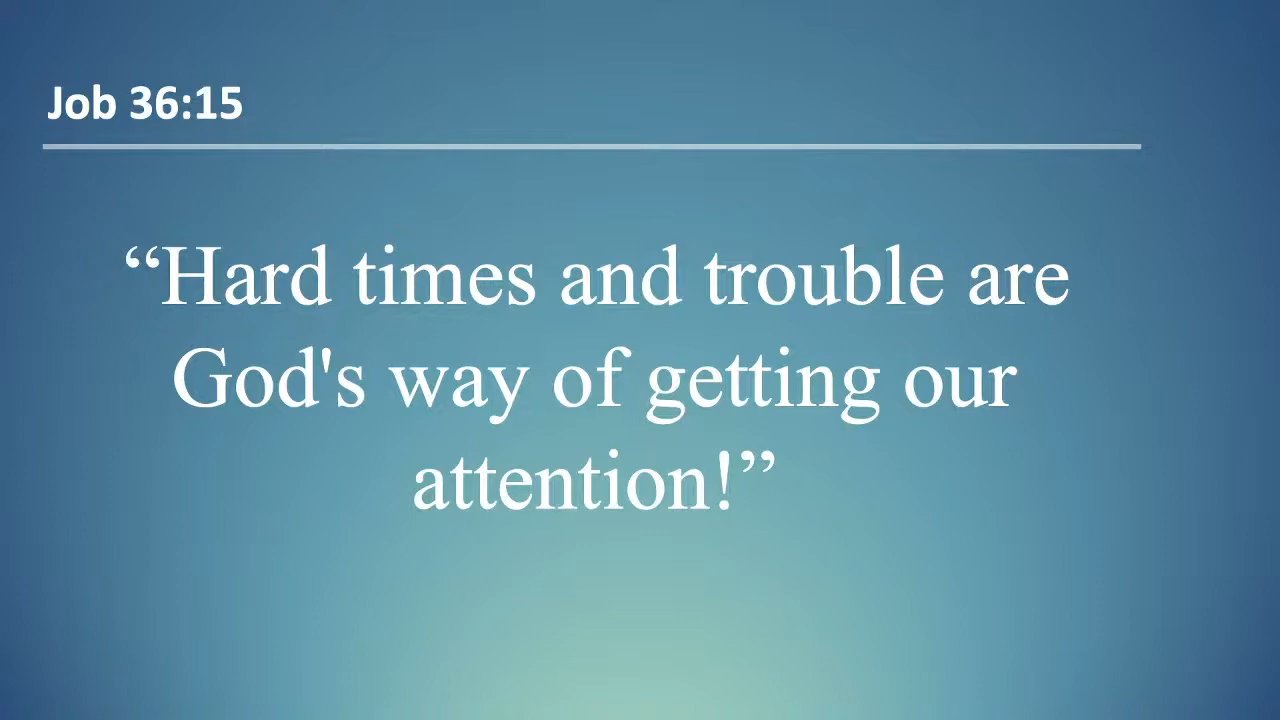 Job 36:15
“Hard times and trouble are
God's way of getting our
attention!”